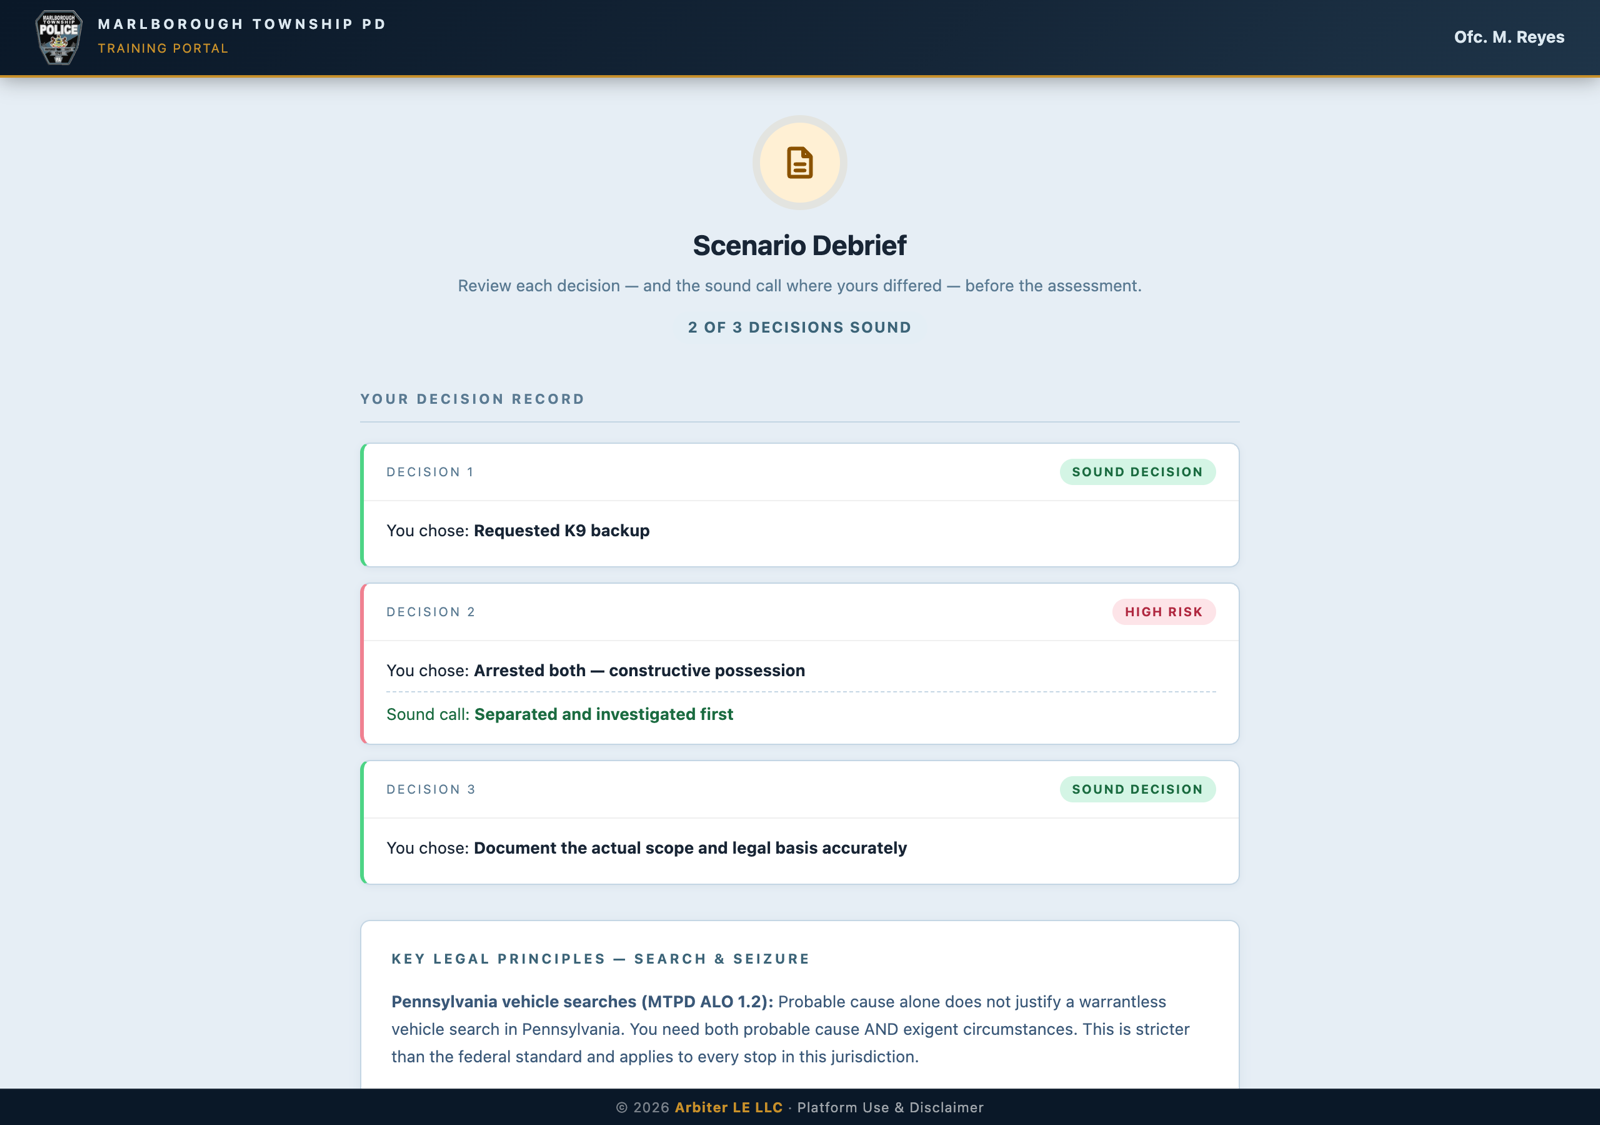 MARLBOROUGH
TOWNSHIP
POLICE
MARLBOROUGH TOWNSHIP PD
TRAINING PORTAL
Ofc. M. Reyes
Scenario Debrief
Review each decision — and the sound call where yours differed — before the assessment.
2 OF 3 DECISIONS SOUND
YOUR DECISION RECORD
DECISION 1
SOUND DECISION
You chose: Requested K9 backup
DECISION 2
HIGH RISK
You chose: Arrested both — constructive possession
Sound call: Separated and investigated first
DECISION 3
SOUND DECISION
You chose: Document the actual scope and legal basis accurately
KEY LEGAL PRINCIPLES — SEARCH & SEIZURE
Pennsylvania vehicle searches (MTPD ALO 1.2): Probable cause alone does not justify a warrantless
vehicle search in Pennsylvania. You need both probable cause AND exigent circumstances. This is stricter
than the federal standard and applies to every stop in this jurisdiction.
© 2026 Arbiter LE LLC · Platform Use & Disclaimer